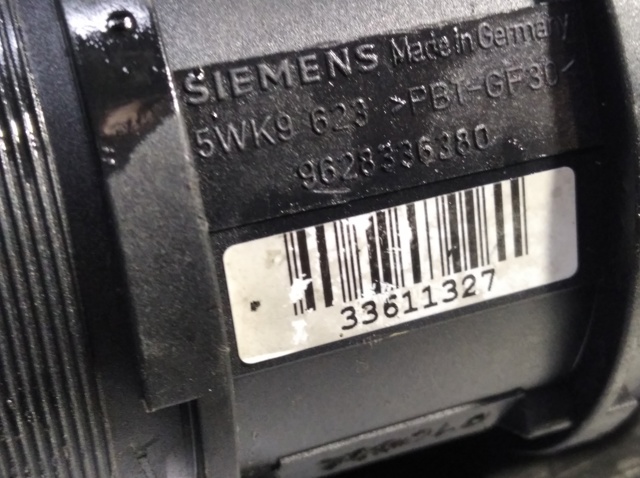 SIEMENS Made in Germany
5WK9 623 >PBT-GF30<
9628336380
33611327